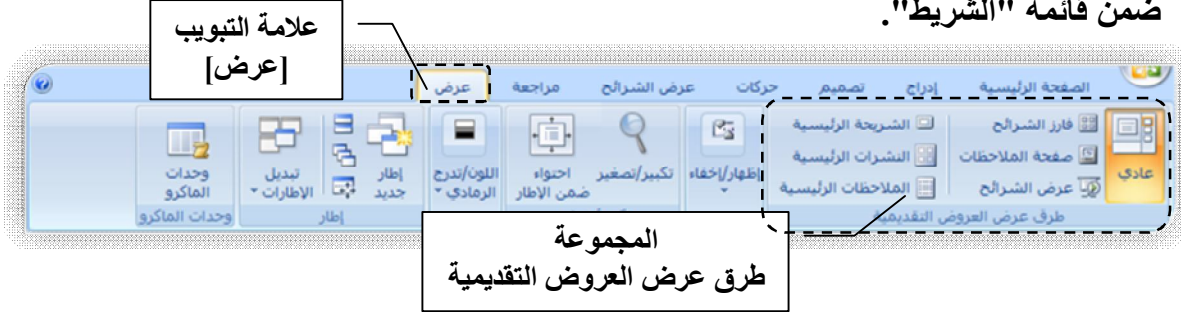 ضمن قائمة "الشريط".
علامة التبويب
[عرض]
الصفحة الرئيسية إدراج تصميم حركات عرض الشرائح مراجعة عرض
عادي
فارز الشرائح
صفحة الملاحظات
عرض الشرائح
الشريحة الرئيسية
النشرات الرئيسية
الملاحظات الرئيسية
طرق عرض العروض التقديمية
إظهار/إخفاء
تكبير/تصغير
احتواء
ضمن الإطار
اللون/تدرج
الرمادي
إطار
جديد
تبديل
الإطارات
إطار
وحدات
الماكرو
وحدات الماكرو
المجموعة
طرق عرض العروض التقديمية